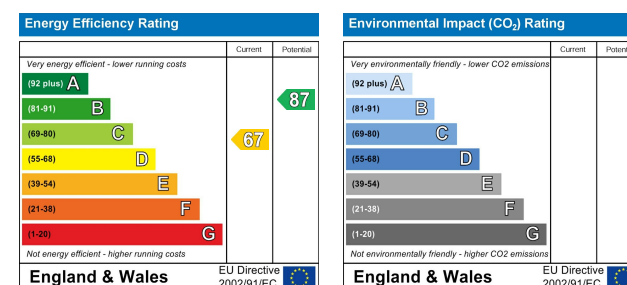 Energy Efficiency Rating
Current Potential
Very energy efficient - lower running costs
(92 plus) A
(81-91) B
(69-80) C
(55-68) D
(39-54) E
(21-38) F
(1-20) G
67
87
Not energy efficient - higher running costs
England & Wales
EU Directive
2002/91/EC
Environmental Impact (CO₂) Rating
Current Potent
Very environmentally friendly - lower CO2 emissions
(92 plus) A
(81-91) B
(69-80) C
(55-68) D
(39-54) E
(21-38) F
(1-20) G
Not environmentally friendly - higher CO2 emissions
England & Wales
EU Directive
2002/91/EC